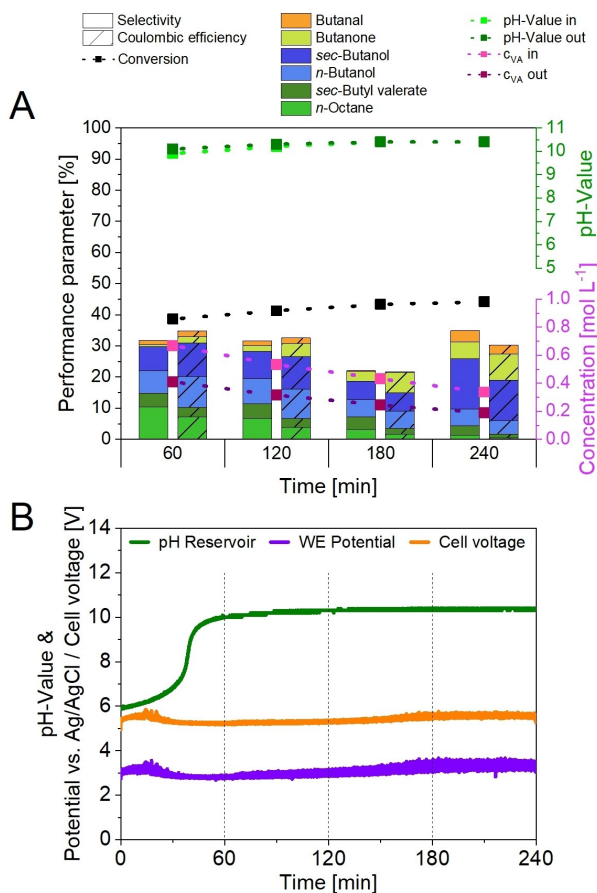 Selectivity
Coulombic efficiency
Conversion
Butanal
Butanone
sec-Butanol
n-Butanol
sec-Butyl valerate
n-Octane
pH-Value in
pH-Value out
cVA in
cVA out
A
Performance parameter [%]
100
90
80
70
60
50
40
30
20
10
0
pH-Value
11
10
9
8
7
6
5
Concentration [mol L-1]
1.0
0.8
0.6
0.4
0.2
0.0
60 120 180 240
Time [min]
B
pH-Value &
Potential vs. Ag/AgCl / Cell voltage [V]
14
12
10
8
6
4
2
0
pH Reservoir WE Potential Cell voltage
0 60 120 180 240
Time [min]